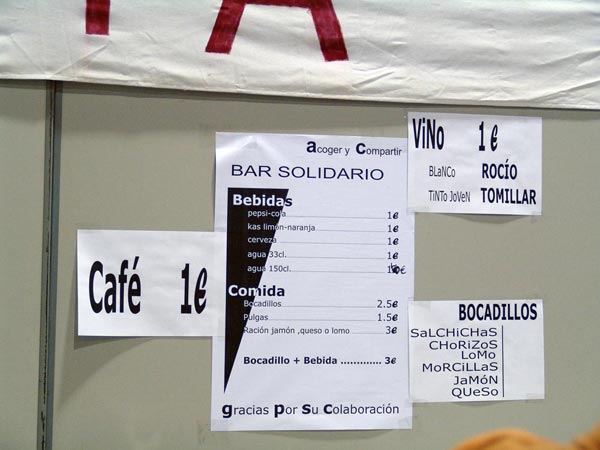 TA
acoger y Compartir
BAR SOLIDARIO
Bebidas
pepsi-cola 1€
kas limón-naranja 1€
cerveza 1€
agua 33cl. 1€
agua 150cl.
Comida
Bocadillos 2.5€
Pulgas 1.5€
Ración jamón ,queso o lomo 3€
Bocadillo + Bebida ............. 3€
gracias por su Colaboración
Café 1€
ViNo 1€
BLaNCo ROCÍO
TiNTo JoVeN TOMILLAR
BOCADILLOS
SaLCHiCHaS
CHoRiZoS
LoMo
MoRCiLLaS
JaMóN
QUeSo